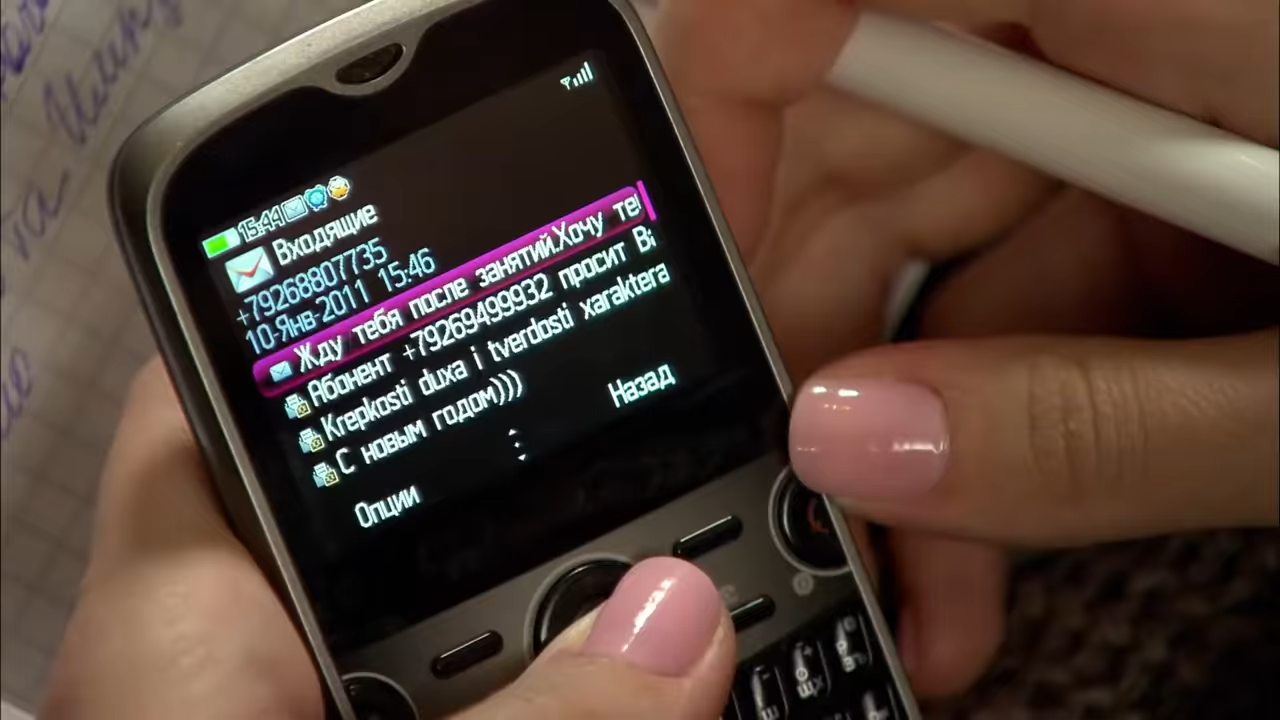 15:44
Входящие
+79268807735
10-Янв-2011 15:46
Жду тебя после занятий.Хочу те
Абонент +79269499932 просит Ва
Krepkosti duxa i tverdosti xaraktera
С новым годом)))
Опции
Назад